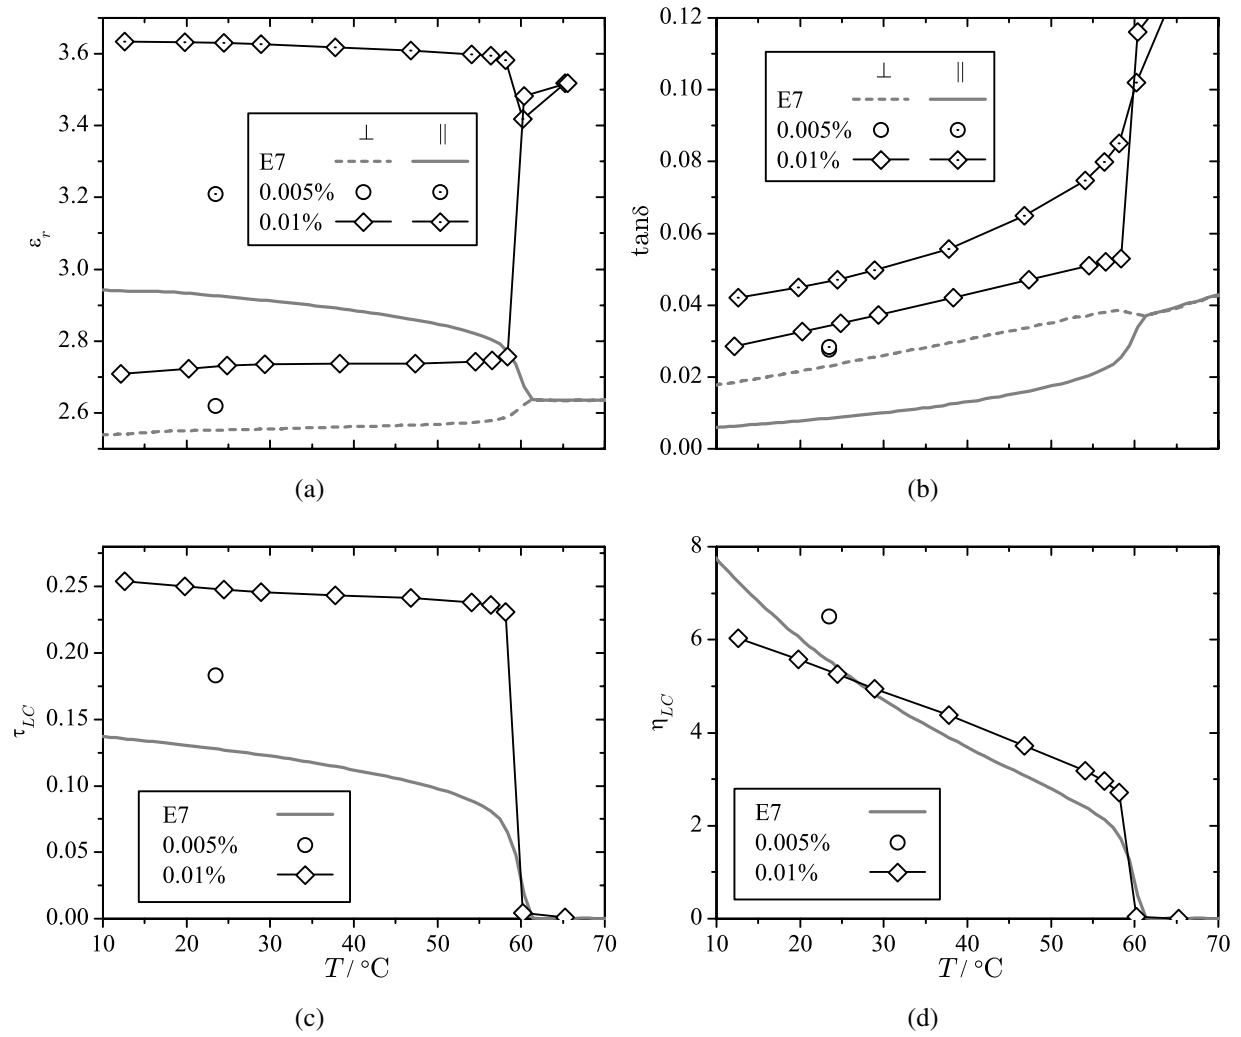 3.6
3.4
3.2
3.0
2.8
2.6
εr
⊥ ∥
E7
0.005%
0.01%
(a)
0.12
0.10
0.08
0.06
0.04
0.02
0.00
tanδ
⊥ ∥
E7
0.005%
0.01%
(b)
0.25
0.20
0.15
0.10
0.05
0.00
τLC
E7
0.005%
0.01%
10 20 30 40 50 60 70
T / °C
(c)
8
6
4
2
0
ηLC
E7
0.005%
0.01%
10 20 30 40 50 60 70
T / °C
(d)